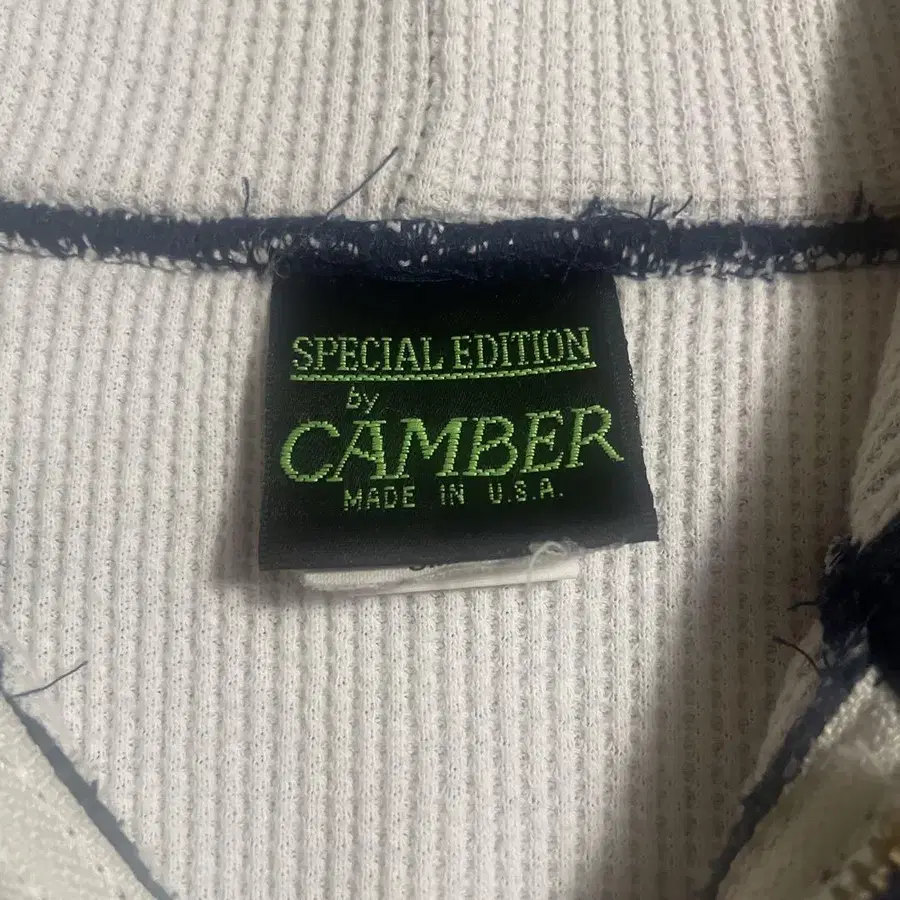 SPECIAL EDITION
by
CAMBER
MADE IN U.S.A.